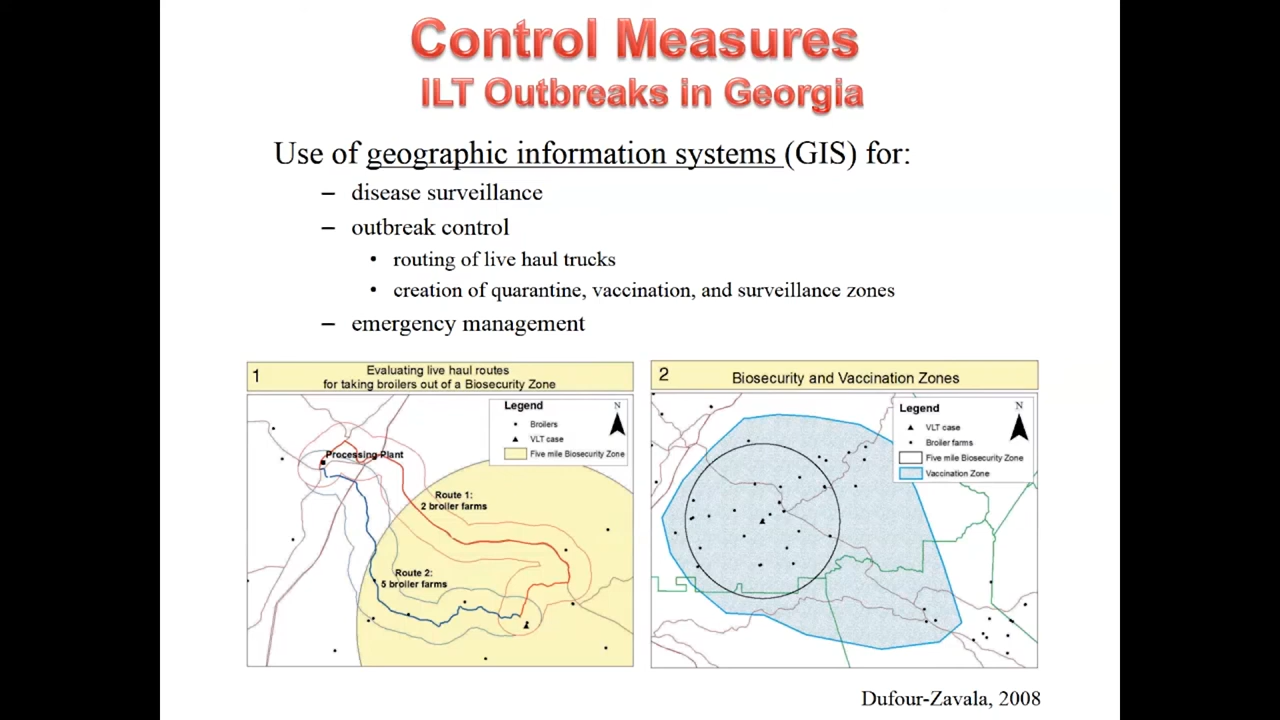 Control Measures
ILT Outbreaks in Georgia
Use of geographic information systems (GIS) for:
– disease surveillance
– outbreak control
• routing of live haul trucks
• creation of quarantine, vaccination, and surveillance zones
– emergency management
1
Evaluating live haul routes
for taking broilers out of a Biosecurity Zone
Legend
N
Broilers
VLT case
Five mile Biosecurity Zone
Processing Plant
Route 1:
2 broiler farms
Route 2:
5 broiler farms
2
Biosecurity and Vaccination Zones
Legend
N
VLT case
Broiler farms
Five mile Biosecurity Zone
Vaccination Zone
Dufour-Zavala, 2008